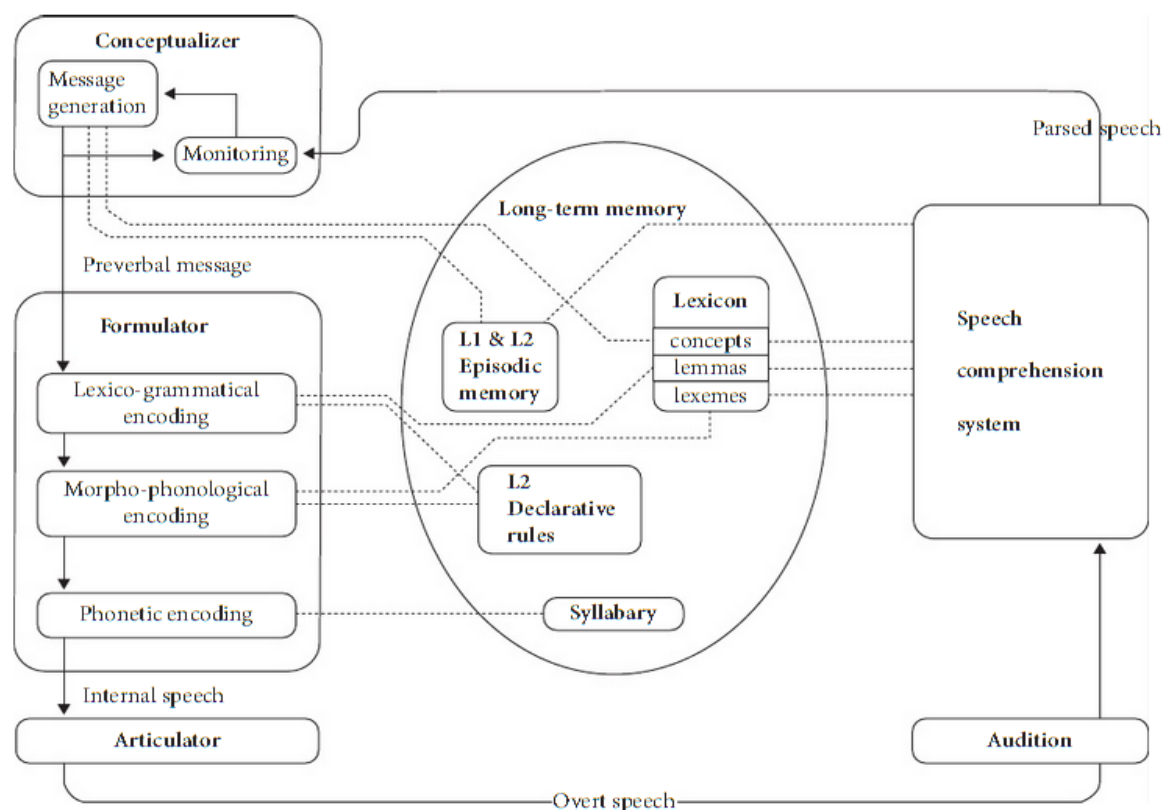 Conceptualizer
Message
generation
Monitoring
Parsed speech
Long-term memory
Preverbal message
Formulator
Lexico-grammatical
encoding
Morpho-phonological
encoding
Phonetic encoding
L1 & L2
Episodic
memory
Lexicon
concepts
lemmas
lexemes
L2
Declarative
rules
Syllabary
Speech
comprehension
system
Internal speech
Articulator
Audition
Overt speech